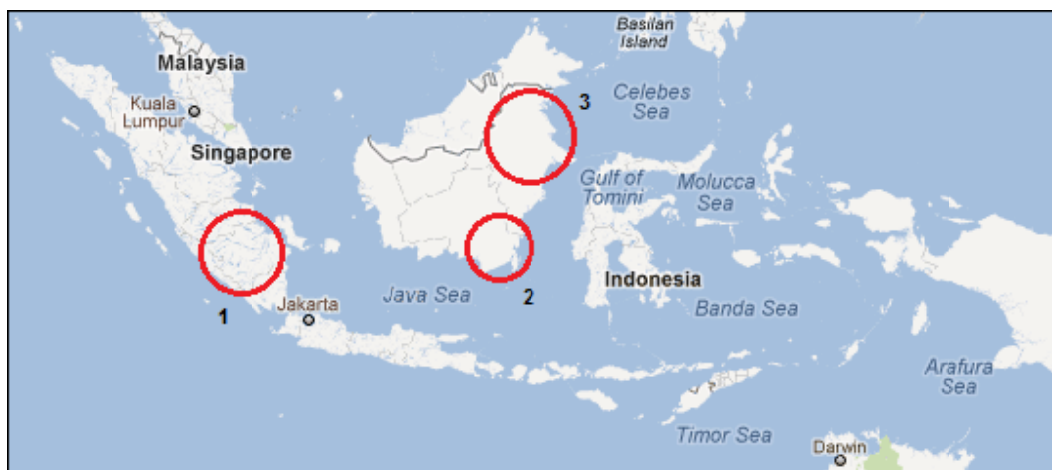 Basilan
Island
Malaysia
3
Celebes
Sea
Kuala
Lumpur
Singapore
Gulf of
Tomini
Molucca
Sea
Indonesia
Jakarta
Java Sea
2
1
Banda Sea
Arafura
Sea
Timor Sea
Darwin